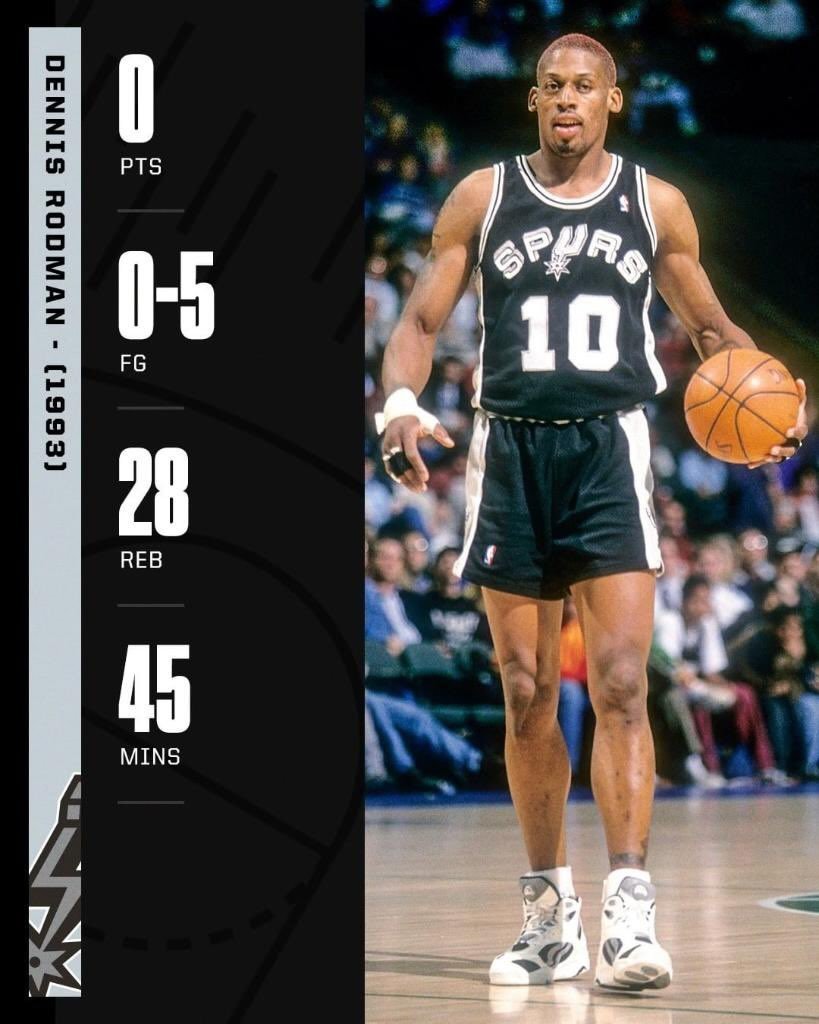 DENNIS RODMAN - (1993)
0
PTS
0-5
FG
28
REB
45
MINS
SPURS
10